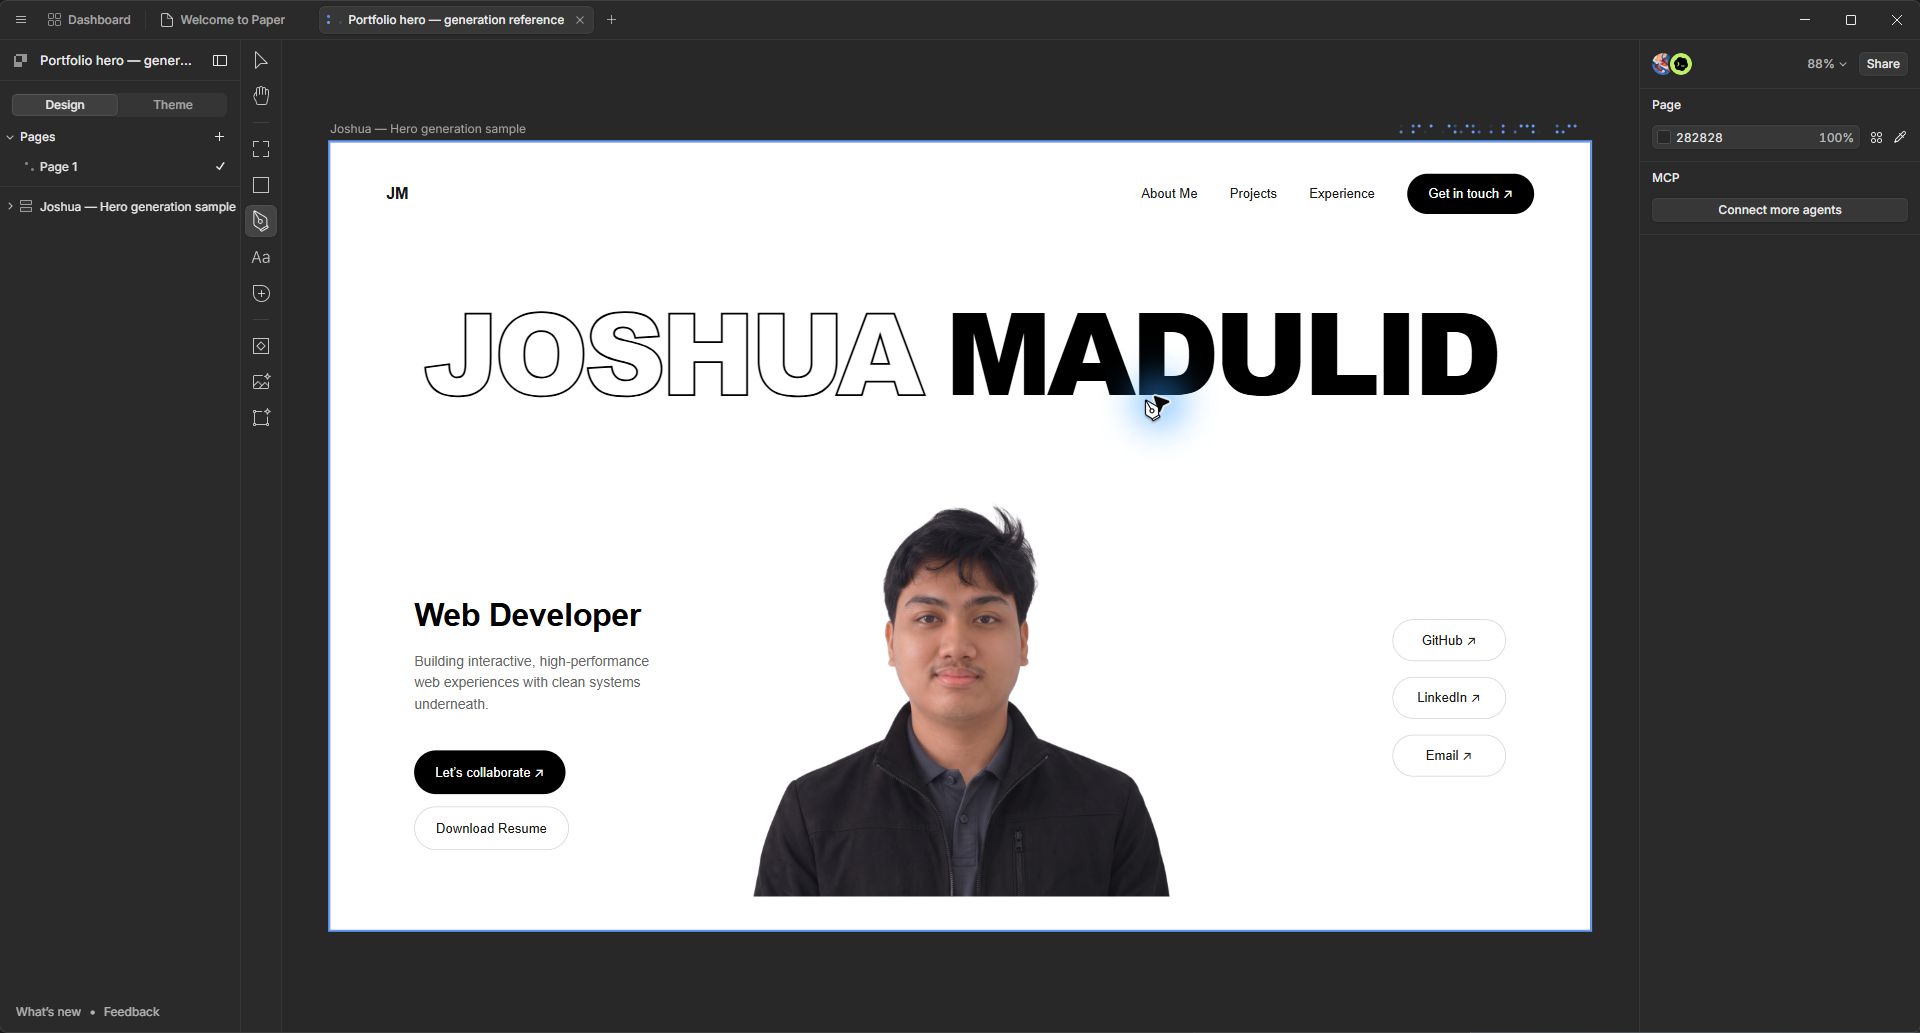 Dashboard
Welcome to Paper
Portfolio hero — generation reference
Portfolio hero — gener...
88%
Share
Design
Theme
Page
Pages
282828
100%
Page 1
MCP
Connect more agents
Joshua — Hero generation sample
Aa
Joshua — Hero generation sample
JM
About Me
Projects
Experience
Get in touch ↗
JOSHUA MADULID
Web Developer
Building interactive, high-performance
web experiences with clean systems
underneath.
Let's collaborate ↗
Download Resume
GitHub ↗
LinkedIn ↗
Email ↗
What's new • Feedback